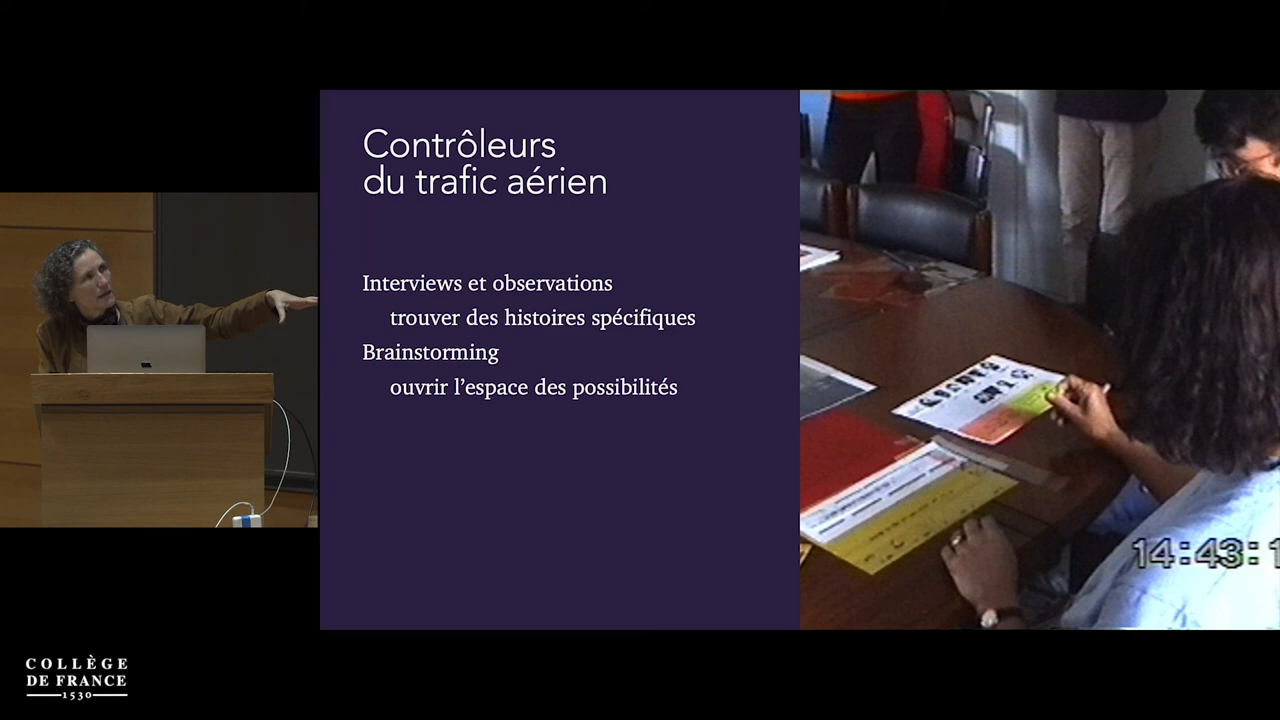 Contrôleurs
du trafic aérien
Interviews et observations
trouver des histoires spécifiques
Brainstorming
ouvrir l'espace des possibilités
14:43:1
COLLÈGE
DE FRANCE
1530